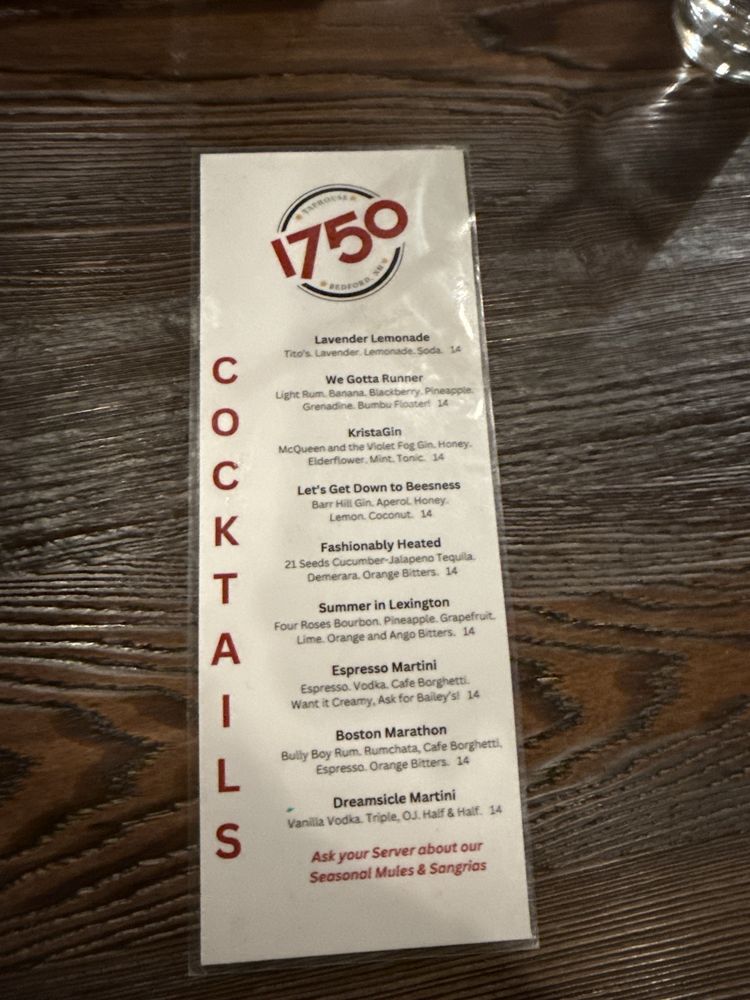 TAPHOUSE
1750
BEDFORD, NH
COCKTAILS
Lavender Lemonade
Tito's. Lavender. Lemonade. Soda. 14
We Gotta Runner
Light Rum. Banana. Blackberry. Pineapple.
Grenadine. Bumbu Floater! 14
KristaGin
McQueen and the Violet Fog Gin. Honey.
Elderflower. Mint. Tonic. 14
Let's Get Down to Beesness
Barr Hill Gin. Aperol. Honey.
Lemon. Coconut. 14
Fashionably Heated
21 Seeds Cucumber-Jalapeno Tequila.
Demerara. Orange Bitters. 14
Summer in Lexington
Four Roses Bourbon. Pineapple. Grapefruit.
Lime. Orange and Ango Bitters. 14
Espresso Martini
Espresso. Vodka. Cafe Borghetti.
Want it Creamy, Ask for Bailey's! 14
Boston Marathon
Bully Boy Rum. Rumchata, Cafe Borghetti,
Espresso. Orange Bitters. 14
Dreamsicle Martini
Vanilla Vodka. Triple, OJ. Half & Half. 14
Ask your Server about our
Seasonal Mules & Sangrias